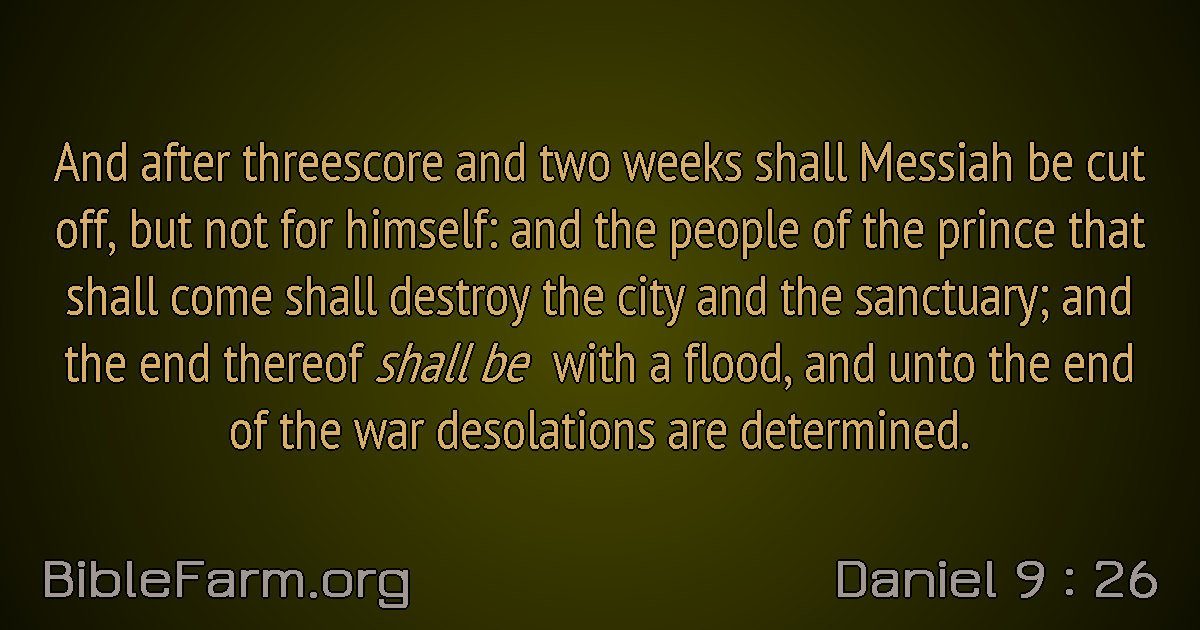 And after threescore and two weeks shall Messiah be cut
off, but not for himself: and the people of the prince that
shall come shall destroy the city and the sanctuary; and
the end thereof shall be with a flood, and unto the end
of the war desolations are determined.
BibleFarm.org
Daniel 9 : 26